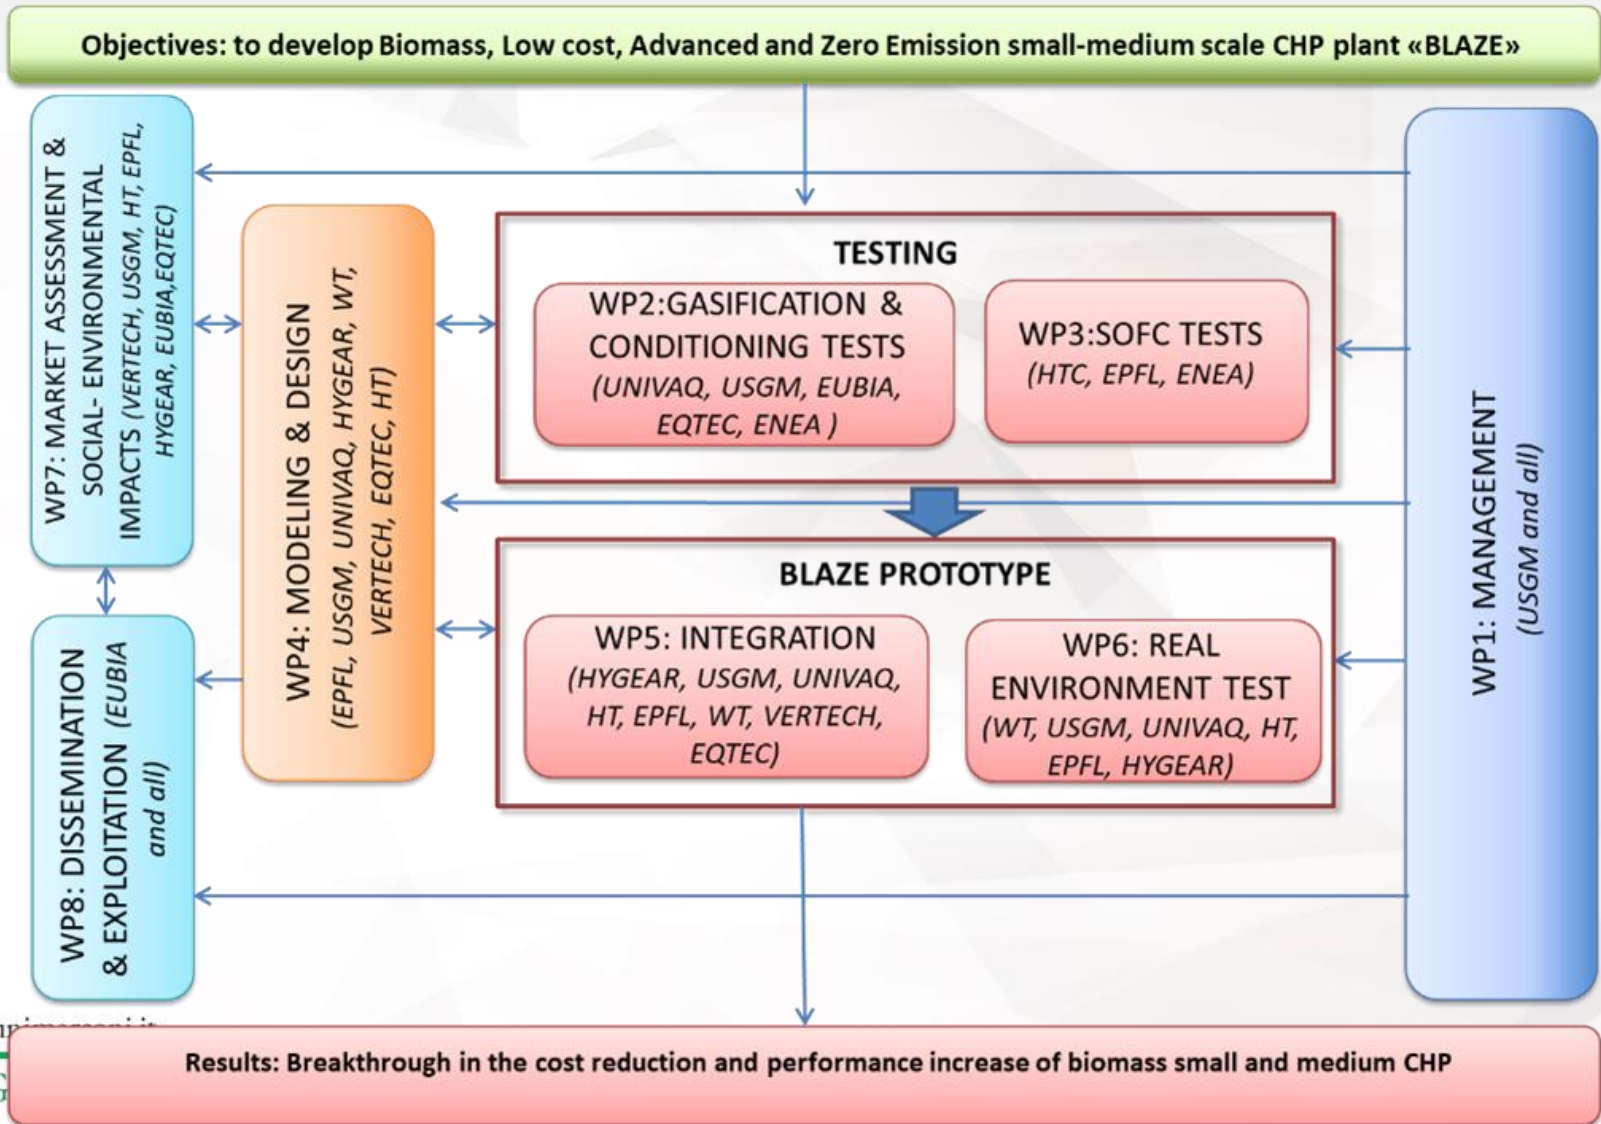 Objectives: to develop Biomass, Low cost, Advanced and Zero Emission small-medium scale CHP plant «BLAZE»
WP7: MARKET ASSESSMENT &
SOCIAL- ENVIRONMENTAL
IMPACTS (VERTECH, USGM, HT, EPFL,
HYGEAR, EUBIA,EQTEC)
WP8: DISSEMINATION
& EXPLOITATION (EUBIA
and all)
WP4: MODELING & DESIGN
(EPFL, USGM, UNIVAQ, HYGEAR, WT,
VERTECH, EQTEC, HT)
TESTING
WP2:GASIFICATION &
CONDITIONING TESTS
(UNIVAQ, USGM, EUBIA,
EQTEC, ENEA )
WP3:SOFC TESTS
(HTC, EPFL, ENEA)
BLAZE PROTOTYPE
WP5: INTEGRATION
(HYGEAR, USGM, UNIVAQ,
HT, EPFL, WT, VERTECH,
EQTEC)
WP6: REAL
ENVIRONMENT TEST
(WT, USGM, UNIVAQ, HT,
EPFL, HYGEAR)
WP1: MANAGEMENT
(USGM and all)
Results: Breakthrough in the cost reduction and performance increase of biomass small and medium CHP